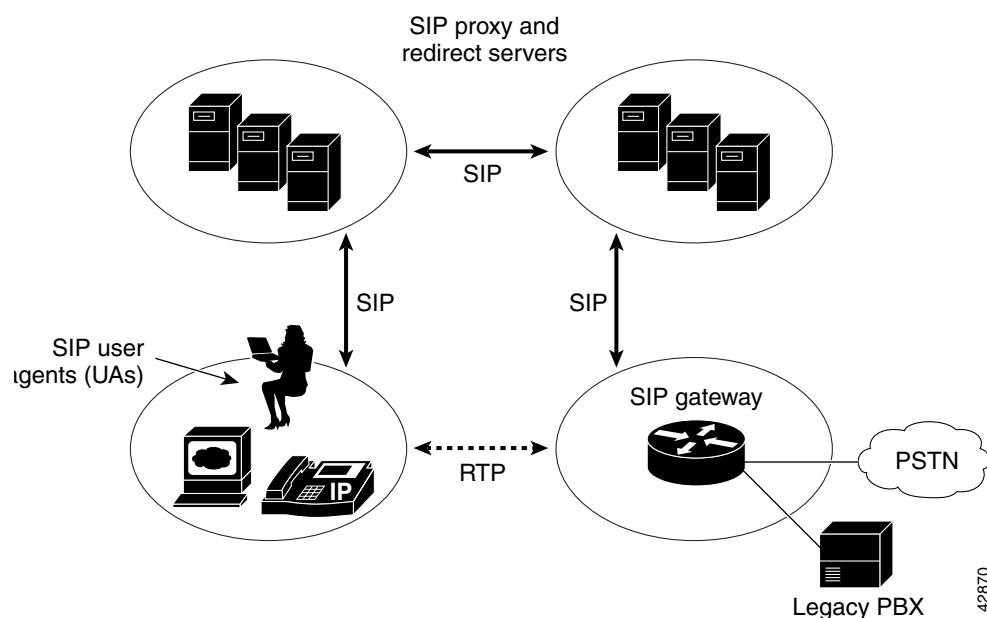 SIP proxy and
redirect servers
SIP
SIP
SIP
SIP user
agents (UAs)
SIP gateway
IP
RTP
PSTN
Legacy PBX
42870